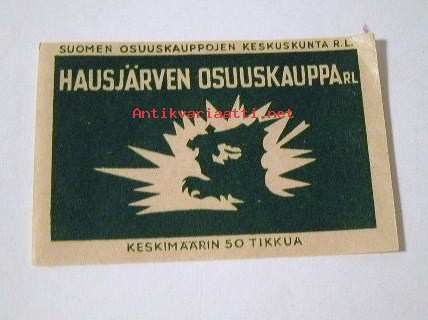 SUOMEN OSUUSKAUPPOJEN KESKUSKUNTA R.L.
HAUSJÄRVEN OSUUSKAUPPA RL
Antikvariaatti.net
KESKIMÄÄRIN 50 TIKKUA